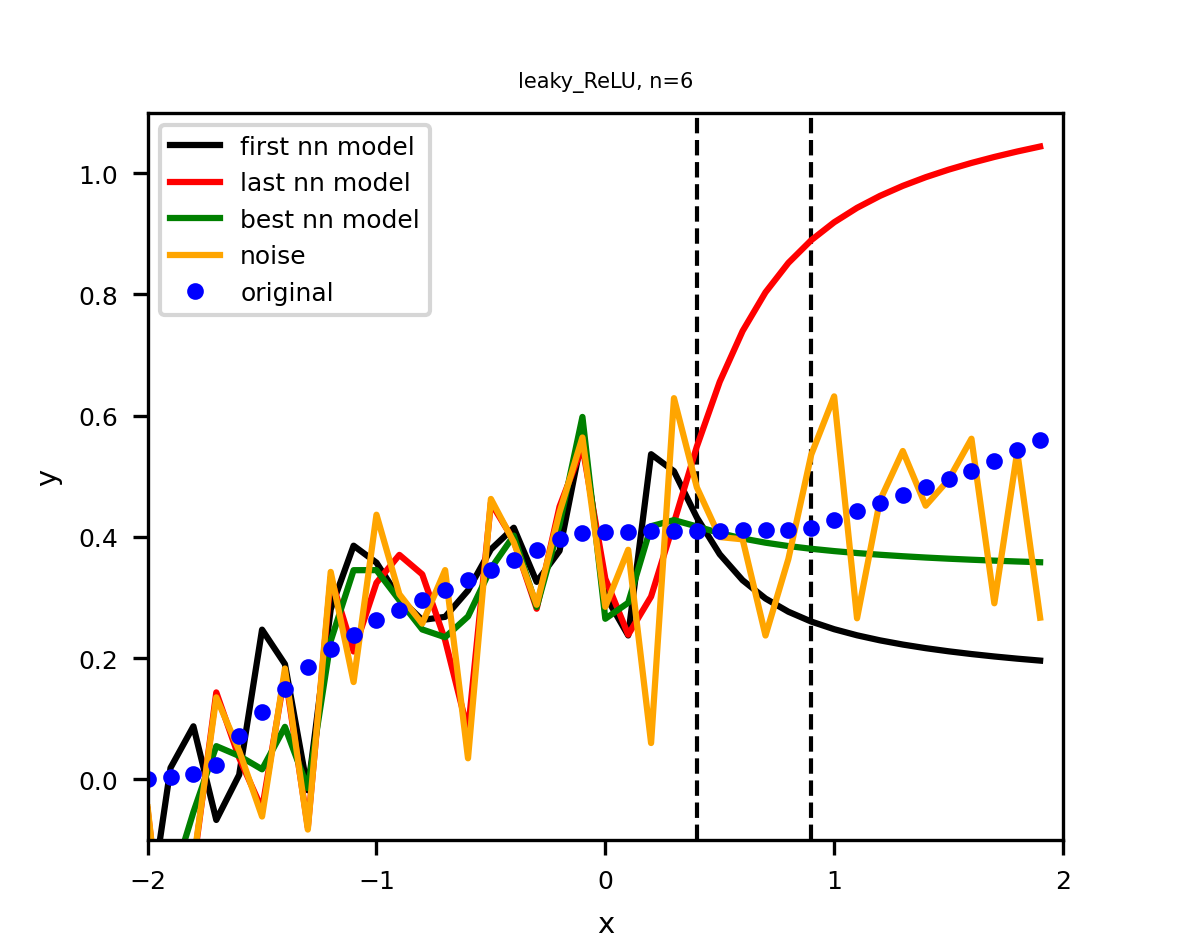 leaky_ReLU, n=6
first nn model
last nn model
best nn model
noise
original
1.0
0.8
0.6
0.4
0.2
0.0
y
−2
−1
0
1
2
x